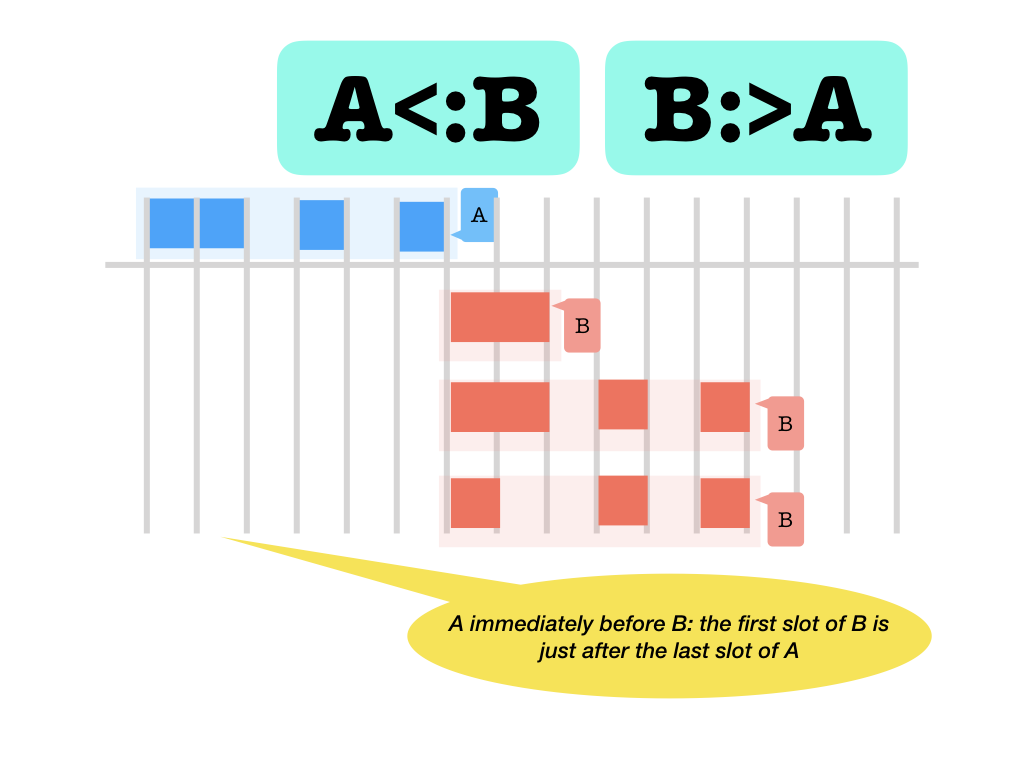 A<:B
B:>A
A
B
B
B
A immediately before B: the first slot of B is
just after the last slot of A